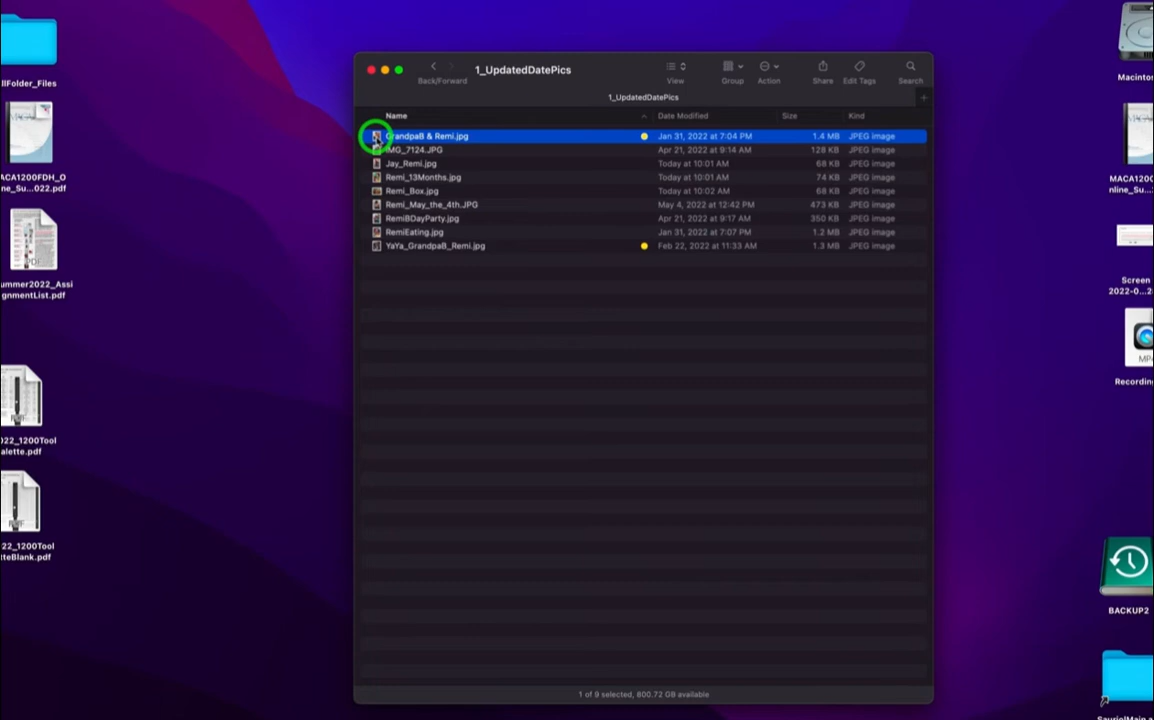 llFolder_Files
ACA1200FDH_O
ne_Su...022.pdf
ummer2022_Assi
gnmentList.pdf
022_1200Tool
alette.pdf
22_1200Tool
tteBlank.pdf
1_UpdatedDatePics
Back/Forward
View
Group
Action
Share
Edit Tags
Search
1_UpdatedDatePics
Name Date Modified Size Kind
GrandpaB & Remi.jpg Jan 31, 2022 at 7:04 PM 1.4 MB JPEG image
IMG_7124.JPG Apr 21, 2022 at 9:14 AM 128 KB JPEG image
Jay_Remi.jpg Today at 10:01 AM 68 KB JPEG image
Remi_13Months.jpg Today at 10:01 AM 74 KB JPEG image
Remi_Box.jpg Today at 10:02 AM 68 KB JPEG image
Remi_May_the_4th.JPG May 4, 2022 at 12:42 PM 473 KB JPEG image
RemiBDayParty.jpg Apr 21, 2022 at 9:17 AM 350 KB JPEG image
RemiEating.jpg Jan 31, 2022 at 7:07 PM 1.2 MB JPEG image
YaYa_GrandpaB_Remi.jpg Feb 22, 2022 at 11:33 AM 1.3 MB JPEG image
1 of 9 selected, 800.72 GB available
Macinto
MACA1200
nline_Su...
Screen
2022-0...2
Recording
BACKUP2